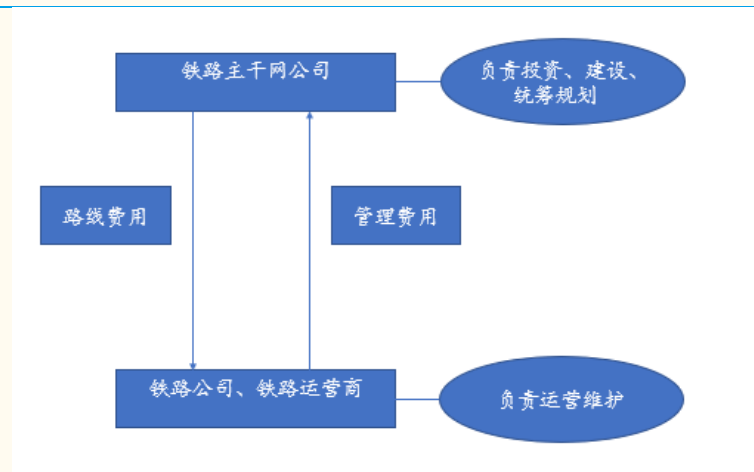 铁路主干网公司
负责投资、建设、
统筹规划
路线费用
管理费用
铁路公司、铁路运营商
负责运营维护